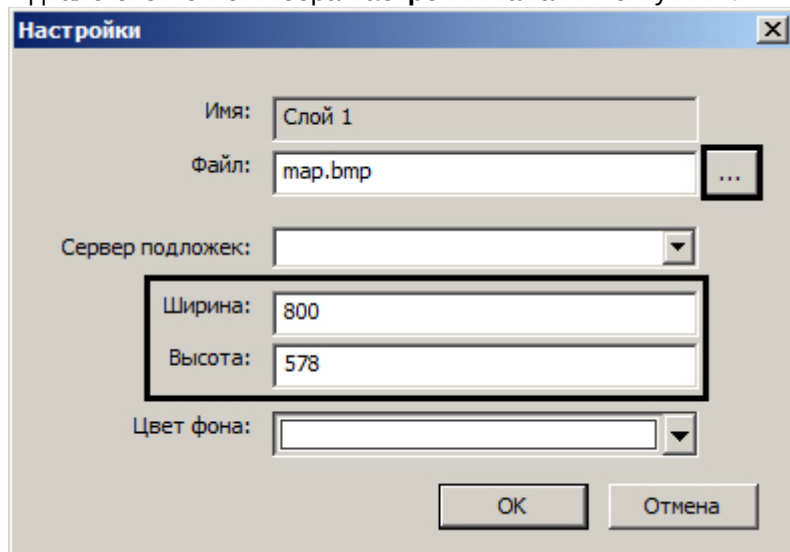 Настройки
Имя: Слой 1
Файл: map.bmp ...
Сервер подложек:
Ширина: 800
Высота: 578
Цвет фона:
OK Отмена